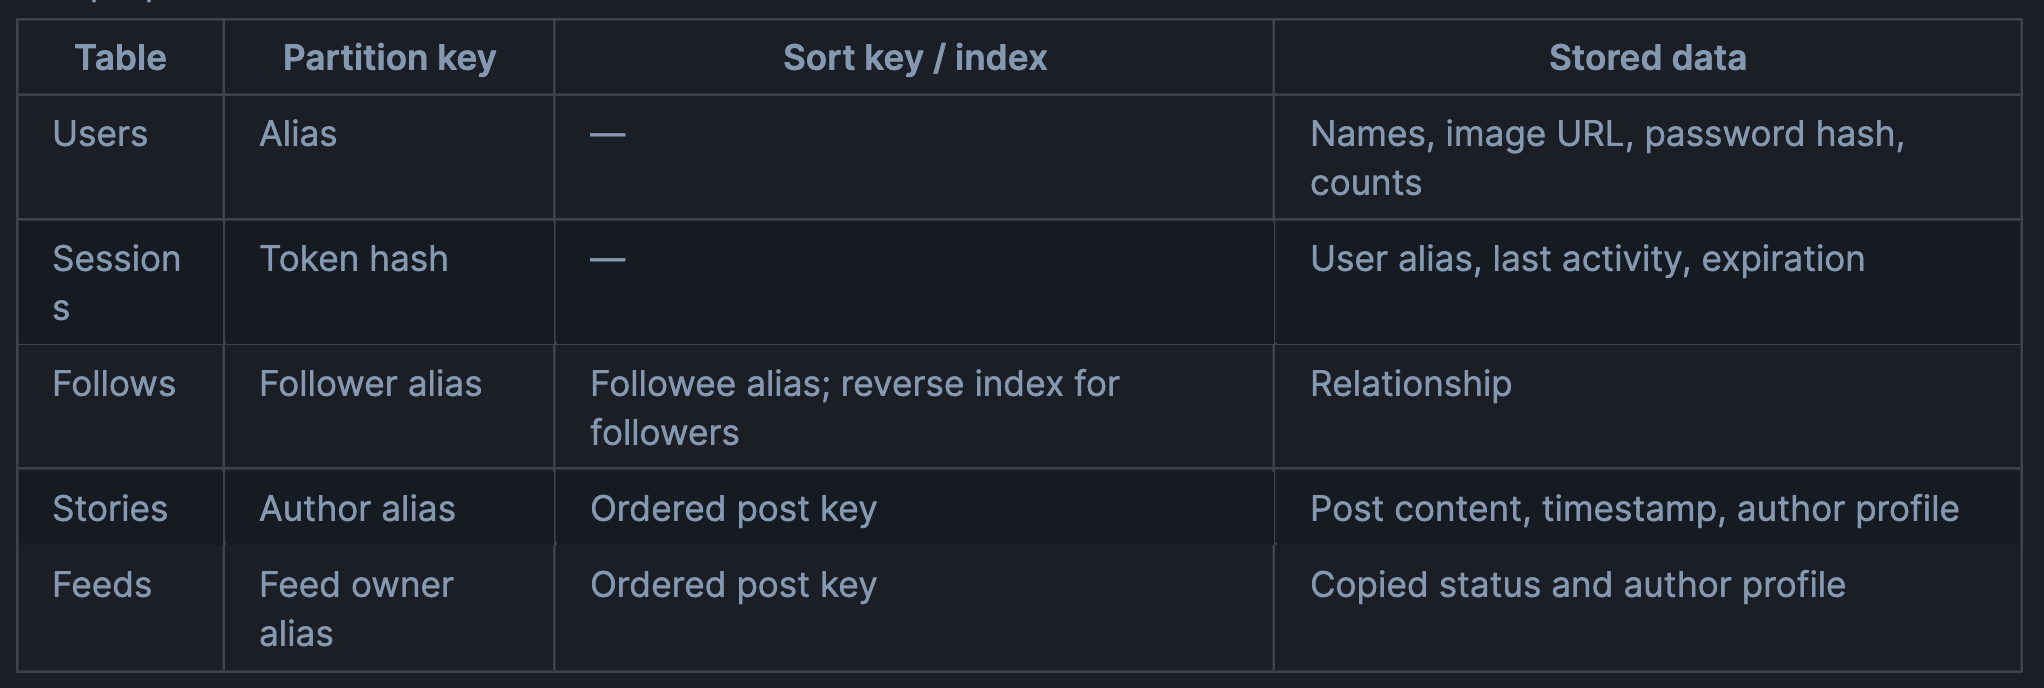 Table Partition key Sort key / index Stored data
Users Alias — Names, image URL, password hash,
counts
Session Token hash — User alias, last activity, expiration
s
Follows Follower alias Followee alias; reverse index for Relationship
followers
Stories Author alias Ordered post key Post content, timestamp, author profile
Feeds Feed owner Ordered post key Copied status and author profile
alias